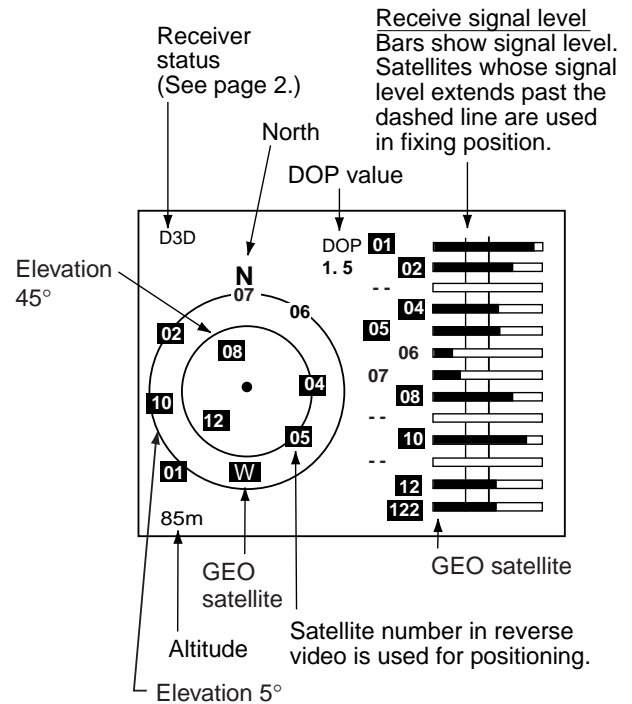 Receiver
status
(See page 2.)
Receive signal level
Bars show signal level.
Satellites whose signal
level extends past the
dashed line are used
in fixing position.
North
DOP value
Elevation
45°
D3D
N
07
06
02
08
04
10
12
05
01
W
85m
DOP
1. 5
01
02
- -
04
05
06
07
08
- -
10
- -
12
122
GEO
satellite
GEO satellite
Altitude
Satellite number in reverse
video is used for positioning.
Elevation 5°